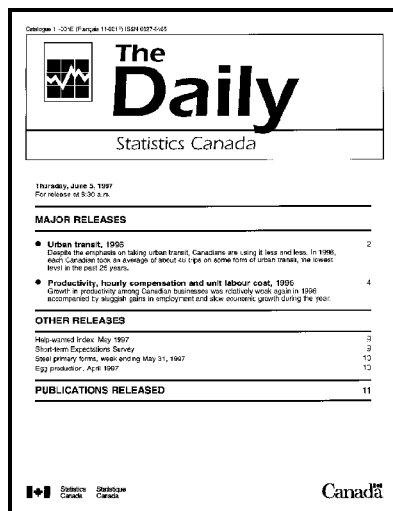 Catalogue 11-001E (Français 11-001F) ISSN 0827-0465
The
Daily
Statistics Canada
Thursday, June 5, 1997
For release at 8:30 a.m.
MAJOR RELEASES
Urban transit, 1996 2
Despite the emphasis on taking urban transit, Canadians are using it less and less. In 1996,
each Canadian took an average of about 48 trips on some form of urban transit, the lowest
level in the past 25 years.
Productivity, hourly compensation and unit labour cost, 1996 4
Growth in productivity among Canadian businesses was relatively weak again in 1996
accompanied by sluggish gains in employment and slow economic growth during the year.
OTHER RELEASES
Help-wanted Index, May 1997 9
Short-term Expectations Survey 9
Steel primary forms, week ending May 31, 1997 10
Egg production, April 1997 10
PUBLICATIONS RELEASED 11
Statistics Statistique
Canada Canada
Canada